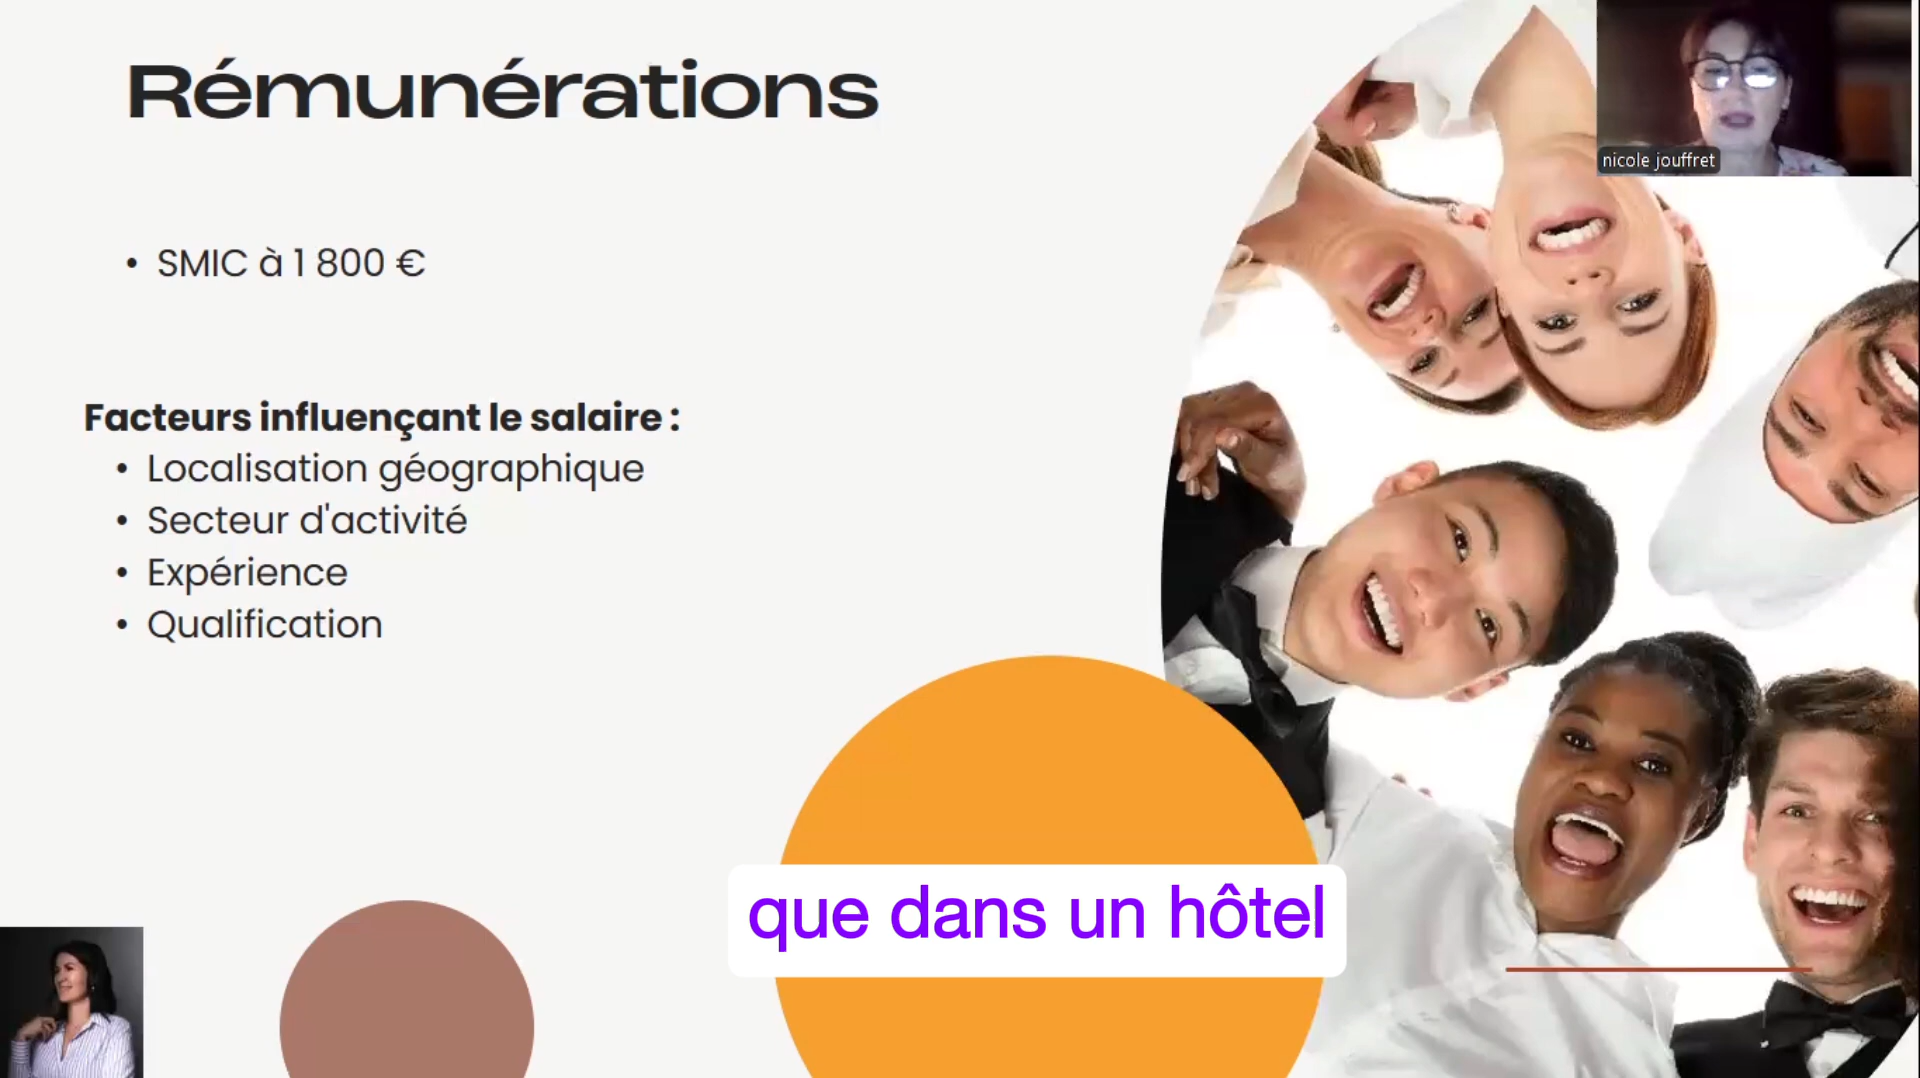 Rémunérations
nicole jouffret
• SMIC à 1 800 €
Facteurs influençant le salaire :
• Localisation géographique
• Secteur d'activité
• Expérience
• Qualification
que dans un hôtel